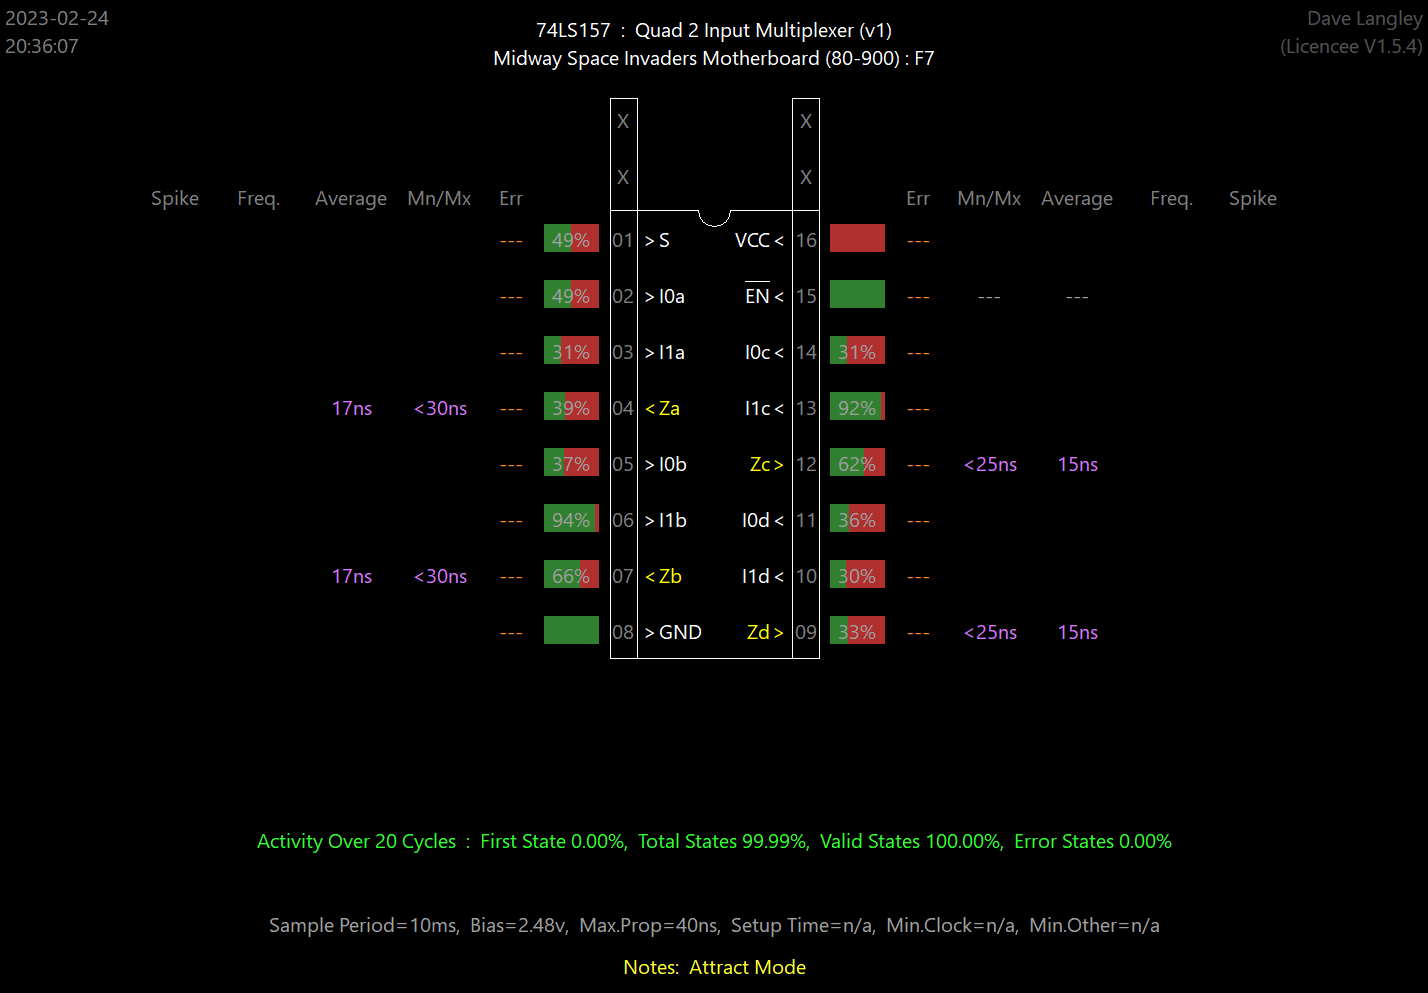 2023-02-24
20:36:07
74LS157 : Quad 2 Input Multiplexer (v1)
Midway Space Invaders Motherboard (80-900) : F7
Dave Langley
(Licencee V1.5.4)
X X
X X
Spike Freq. Average Mn/Mx Err Err Mn/Mx Average Freq. Spike
--- 49% 01 > S VCC < 16 ---
--- 49% 02 > I0a EN < 15 --- --- ---
--- 31% 03 > I1a I0c < 14 31% ---
17ns <30ns --- 39% 04 < Za I1c < 13 92% ---
--- 37% 05 > I0b Zc > 12 62% --- <25ns 15ns
--- 94% 06 > I1b I0d < 11 36% ---
17ns <30ns --- 66% 07 < Zb I1d < 10 30% ---
--- 08 > GND Zd > 09 33% --- <25ns 15ns
Activity Over 20 Cycles : First State 0.00%, Total States 99.99%, Valid States 100.00%, Error States 0.00%
Sample Period=10ms, Bias=2.48v, Max.Prop=40ns, Setup Time=n/a, Min.Clock=n/a, Min.Other=n/a
Notes: Attract Mode